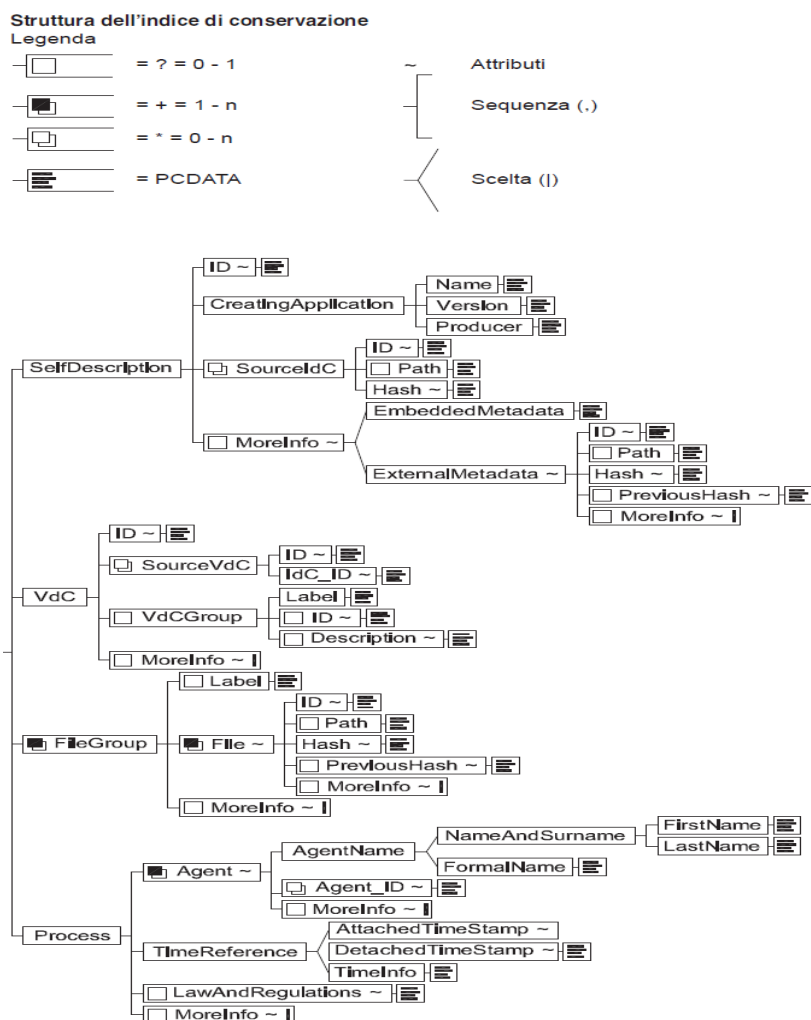 Struttura dell'indice di conservazione
Legenda
= ? = 0 - 1
~ Attributi
= + = 1 - n
Sequenza (,)
= * = 0 - n
= PCDATA
Scelta (|)
ID ~
CreatingApplication
Name
Version
Producer
SelfDescription
SourceIdC
ID ~
Path
Hash ~
MoreInfo ~
EmbeddedMetadata
ExternalMetadata ~
ID ~
Path
Hash ~
PreviousHash ~
MoreInfo ~
VdC
ID ~
SourceVdC
ID ~
IdC_ID ~
VdCGroup
Label
ID ~
Description ~
MoreInfo ~
FileGroup
Label
File ~
ID ~
Path
Hash ~
PreviousHash ~
MoreInfo ~
MoreInfo ~
Process
Agent ~
AgentName
NameAndSurname
FirstName
LastName
FormalName
Agent_ID ~
MoreInfo ~
TimeReference
AttachedTimeStamp ~
DetachedTimeStamp ~
TimeInfo
LawAndRegulations ~
MoreInfo ~